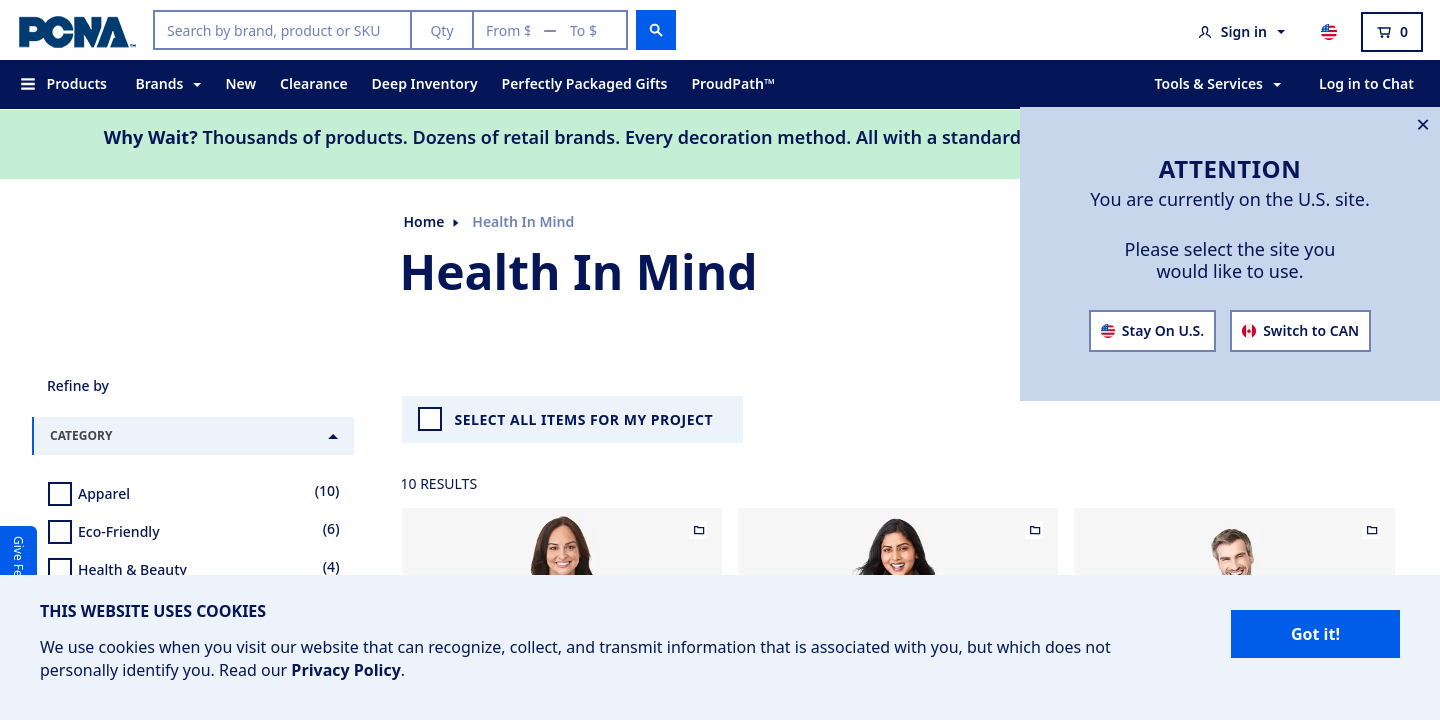 PCNA
Search by brand, product or SKU
Qty
From $ — To $
Sign in
0
Products
Brands
New
Clearance
Deep Inventory
Perfectly Packaged Gifts
ProudPath™
Tools & Services
Log in to Chat
Why Wait? Thousands of products. Dozens of retail brands. Every decoration method. All with a standard
ATTENTION
You are currently on the U.S. site.
Please select the site you
would like to use.
Stay On U.S.
Switch to CAN
Home
Health In Mind
Health In Mind
Refine by
CATEGORY
Apparel (10)
Eco-Friendly (6)
Health & Beauty (4)
SELECT ALL ITEMS FOR MY PROJECT
10 RESULTS
Give Fe
THIS WEBSITE USES COOKIES
We use cookies when you visit our website that can recognize, collect, and transmit information that is associated with you, but which does not
personally identify you. Read our Privacy Policy.
Got it!